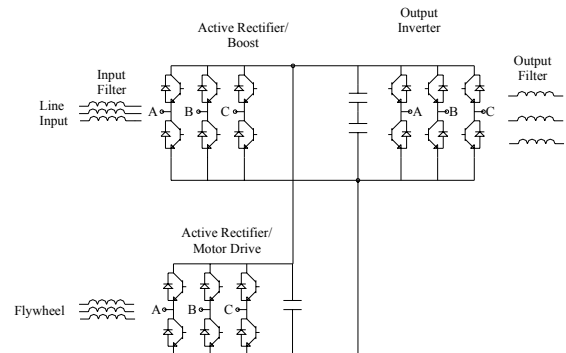 Output
Inverter
Active Rectifier/
Boost
Output
Filter
Input
Filter
Line
Input
A
B
C
A
B
C
Active Rectifier/
Motor Drive
Flywheel
A
B
C